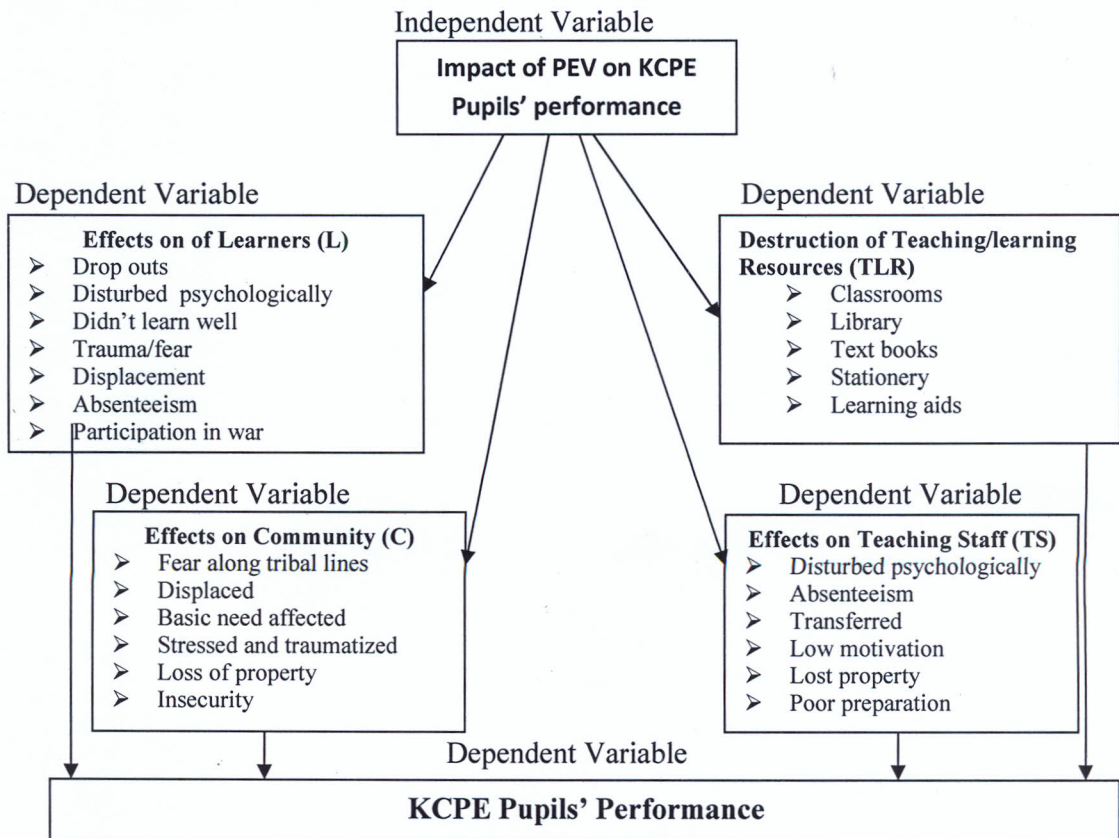 Independent Variable
Impact of PEV on KCPE
Pupils' performance
Dependent Variable
Effects on of Learners (L)
➤ Drop outs
➤ Disturbed psychologically
➤ Didn't learn well
➤ Trauma/fear
➤ Displacement
➤ Absenteeism
➤ Participation in war
Dependent Variable
Destruction of Teaching/learning
Resources (TLR)
➤ Classrooms
➤ Library
➤ Text books
➤ Stationery
➤ Learning aids
Dependent Variable
Effects on Community (C)
➤ Fear along tribal lines
➤ Displaced
➤ Basic need affected
➤ Stressed and traumatized
➤ Loss of property
➤ Insecurity
Dependent Variable
Effects on Teaching Staff (TS)
➤ Disturbed psychologically
➤ Absenteeism
➤ Transferred
➤ Low motivation
➤ Lost property
➤ Poor preparation
Dependent Variable
KCPE Pupils' Performance